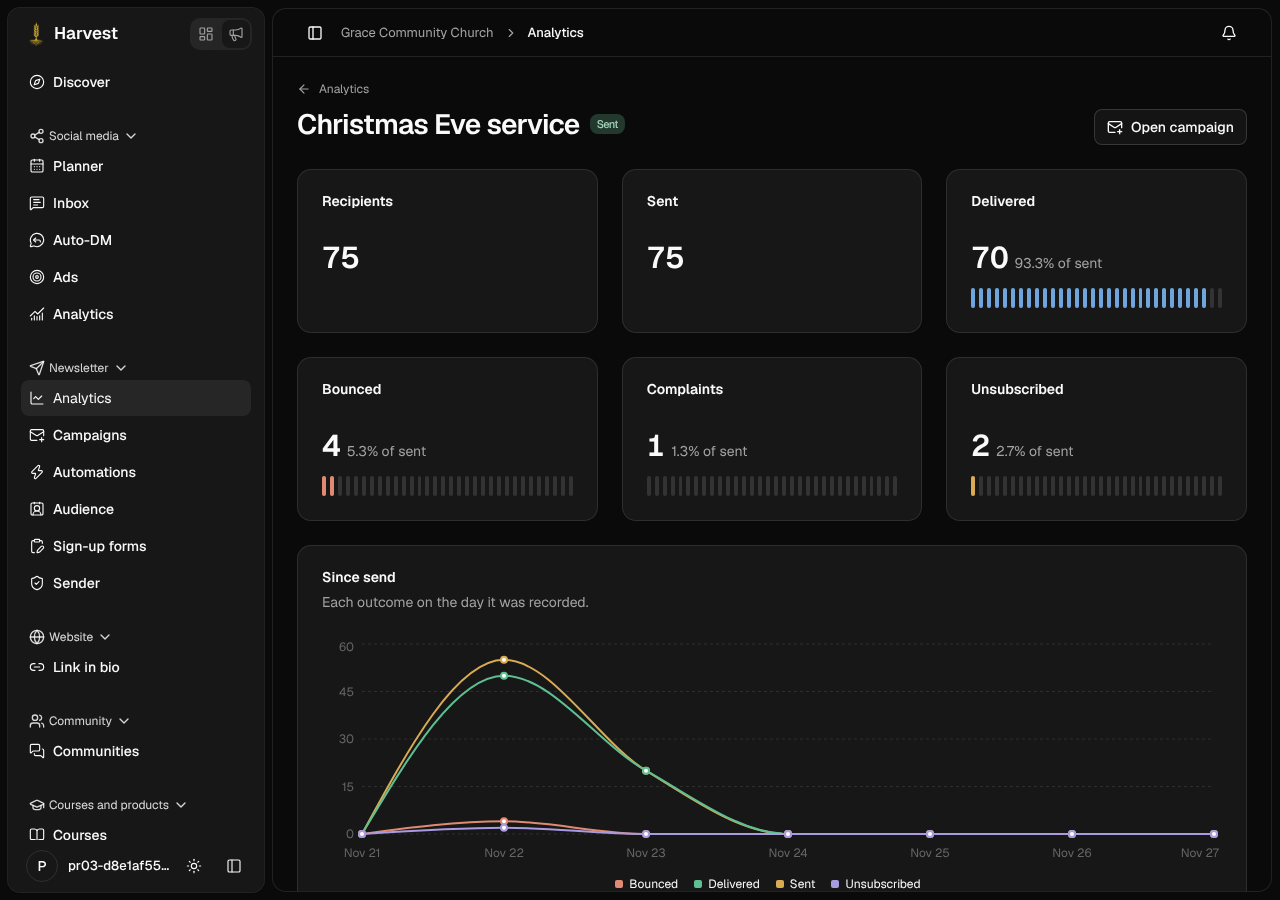 Harvest
Discover
Social media
Planner
Inbox
Auto-DM
Ads
Analytics
Newsletter
Analytics
Campaigns
Automations
Audience
Sign-up forms
Sender
Website
Link in bio
Community
Communities
Courses and products
Courses
P pr03-d8e1af55...
Grace Community Church > Analytics
Analytics
Christmas Eve service Sent
Open campaign
Recipients
75
Sent
75
Delivered
70 93.3% of sent
Bounced
4 5.3% of sent
Complaints
1 1.3% of sent
Unsubscribed
2 2.7% of sent
Since send
Each outcome on the day it was recorded.
60
45
30
15
0
Nov 21 Nov 22 Nov 23 Nov 24 Nov 25 Nov 26 Nov 27
Bounced Delivered Sent Unsubscribed